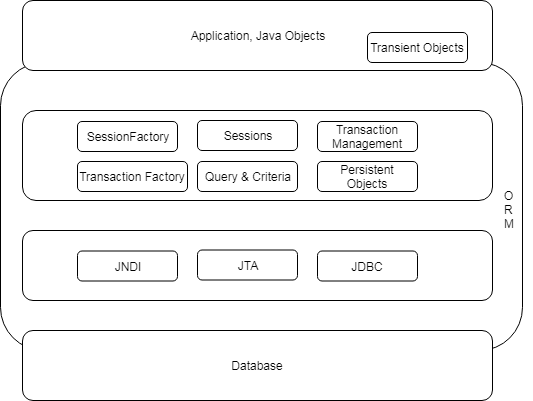 Application, Java Objects
Transient Objects
SessionFactory
Sessions
Transaction
Management
Transaction Factory
Query & Criteria
Persistent
Objects
O
R
M
JNDI
JTA
JDBC
Database